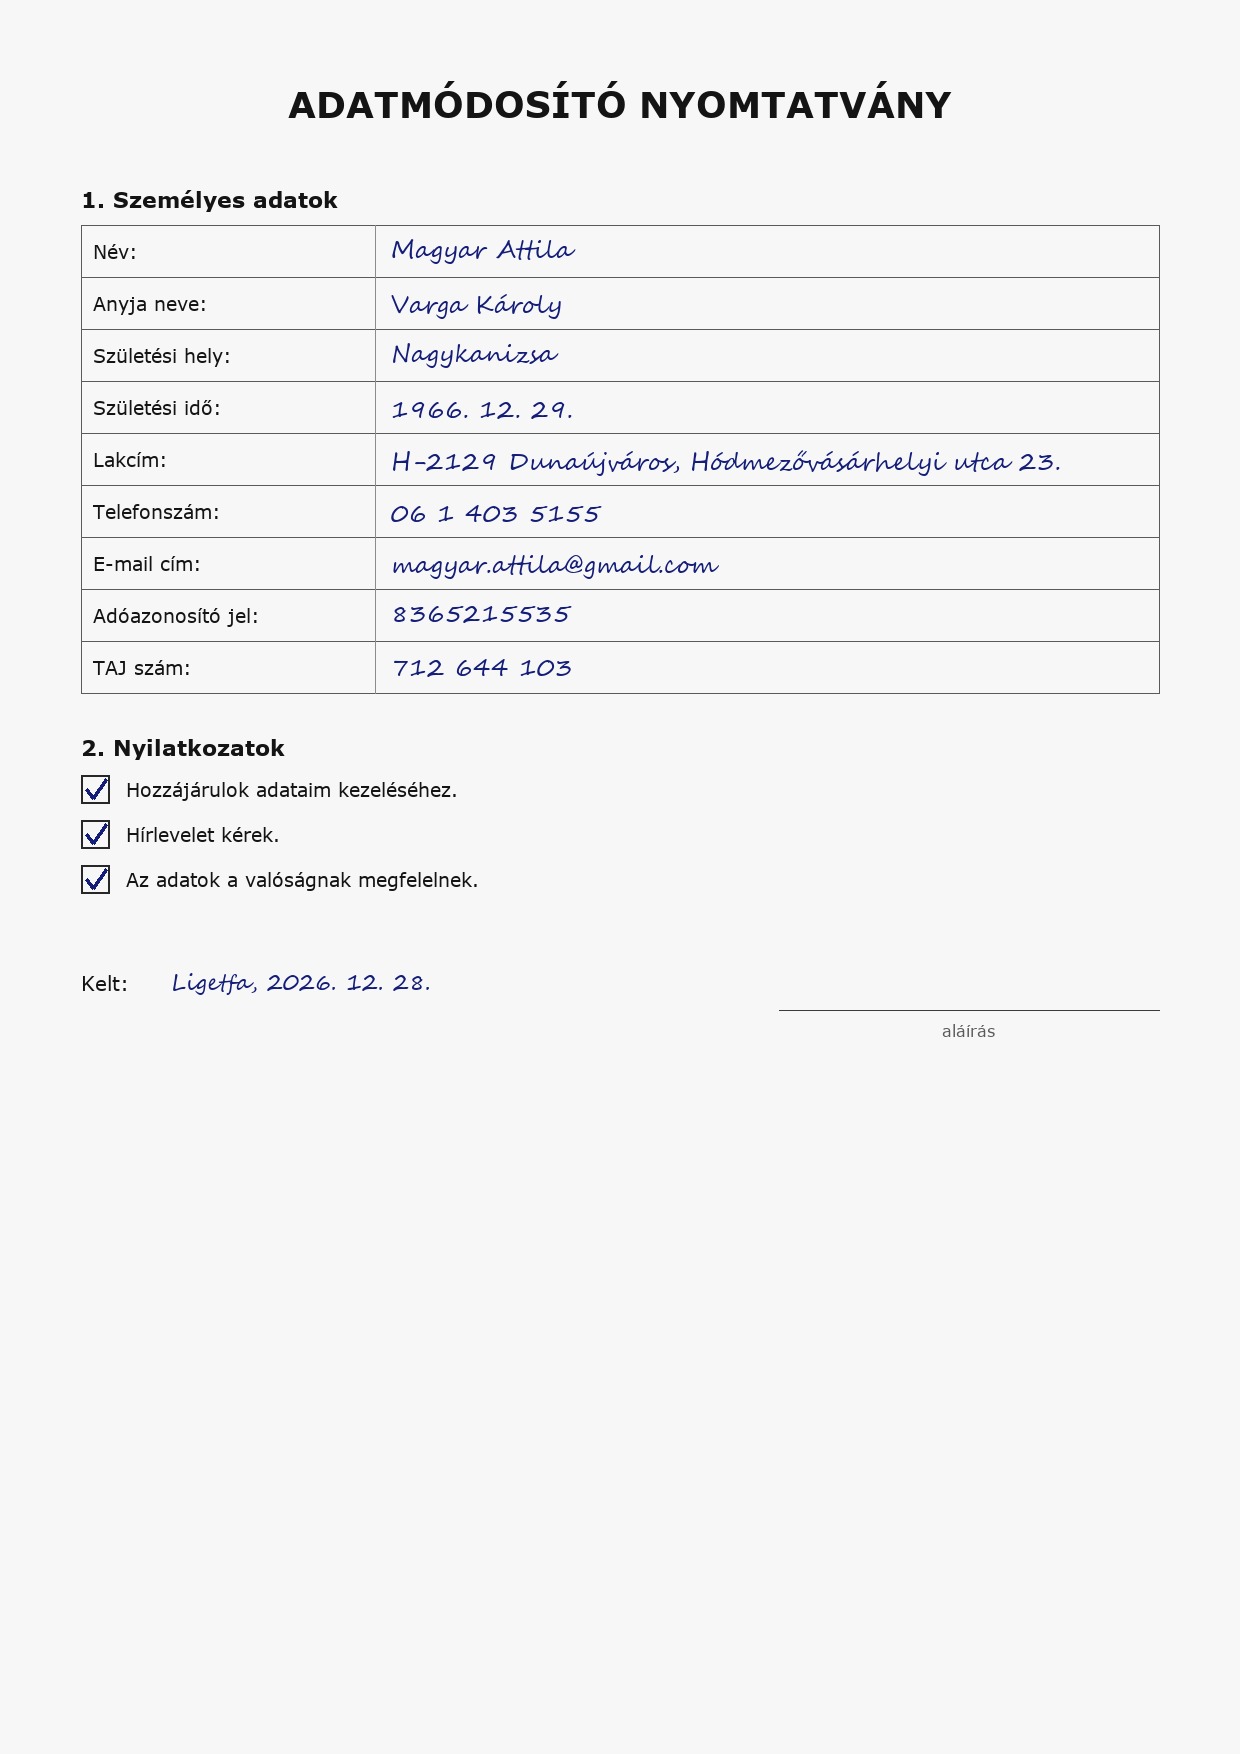 ADATMÓDOSÍTÓ NYOMTATVÁNY
1. Személyes adatok
Név: Magyar Attila
Anyja neve: Varga Károly
Születési hely: Nagykanizsa
Születési idő: 1966. 12. 29.
Lakcím: H-2129 Dunaújváros, Hódmezővásárhelyi utca 23.
Telefonszám: 06 1 403 5155
E-mail cím: magyar.attila@gmail.com
Adóazonosító jel: 8365215535
TAJ szám: 712 644 103
2. Nyilatkozatok
Hozzájárulok adataim kezeléséhez.
Hírlevelet kérek.
Az adatok a valóságnak megfelelnek.
Kelt: Ligetfa, 2026. 12. 28.
aláírás